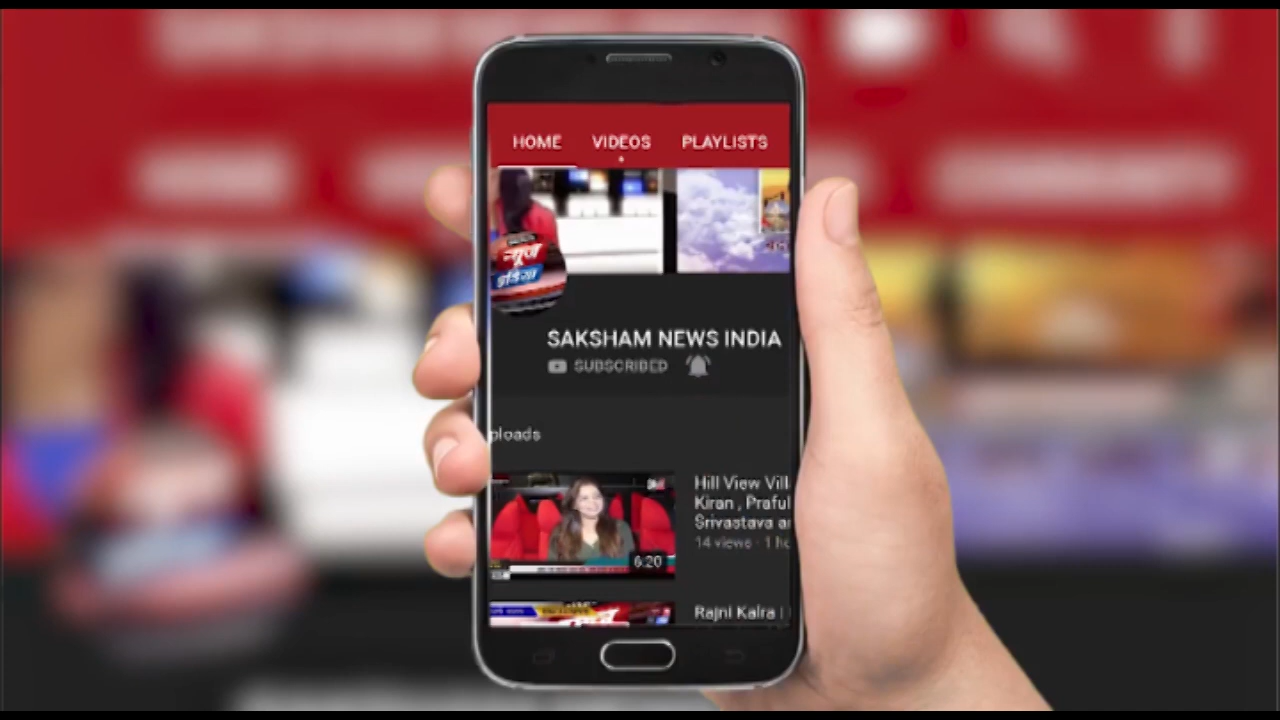 HOME VIDEOS PLAYLISTS
न्यूज़
इंडिया
SAKSHAM NEWS INDIA
SUBSCRIBED
ploads
Hill View Vill
Kiran , Praful
Srivastava a
14 views · 1 h
6:20
Rajni Kalra